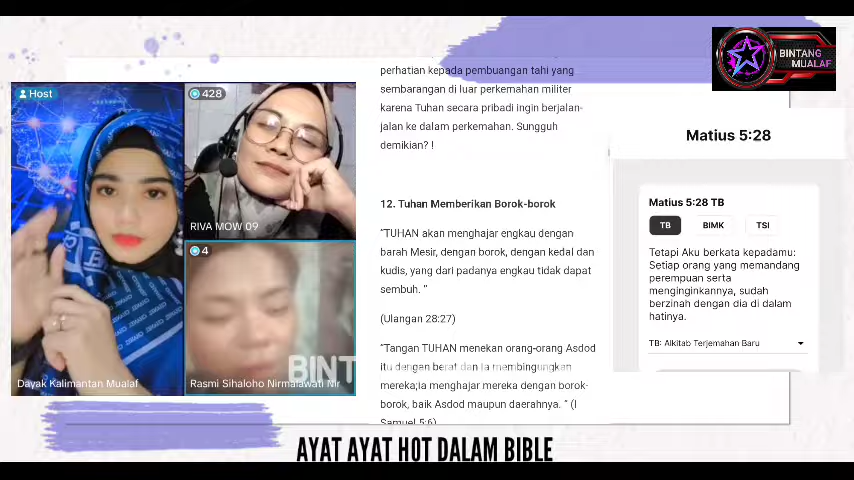 BINTANG
MUALAF
Host
428
RIVA MOW 09
4
Dayak Kalimantan Mualaf
Rasmi Sihaloho Nirmalawati Nir
BINT
perhatian kepada pembuangan tahi yang
sembarangan di luar perkemahan militer
karena Tuhan secara pribadi ingin berjalan-
jalan ke dalam perkemahan. Sungguh
demikian? !
12. Tuhan Memberikan Borok-borok
"TUHAN akan menghajar engkau dengan
barah Mesir, dengan borok, dengan kedal dan
kudis, yang dari padanya engkau tidak dapat
sembuh. "
(Ulangan 28:27)
"Tangan TUHAN menekan orang-orang Asdod
itu dengan berat dan Ia membingungkan
mereka;Ia menghajar mereka dengan borok-
borok, baik Asdod maupun daerahnya. " (I
Samuel 5:6)
Matius 5:28
Matius 5:28 TB
TB BIMK TSI
Tetapi Aku berkata kepadamu:
Setiap orang yang memandang
perempuan serta
menginginkannya, sudah
berzinah dengan dia di dalam
hatinya.
TB: Alkitab Terjemahan Baru
AYAT AYAT HOT DALAM BIBLE